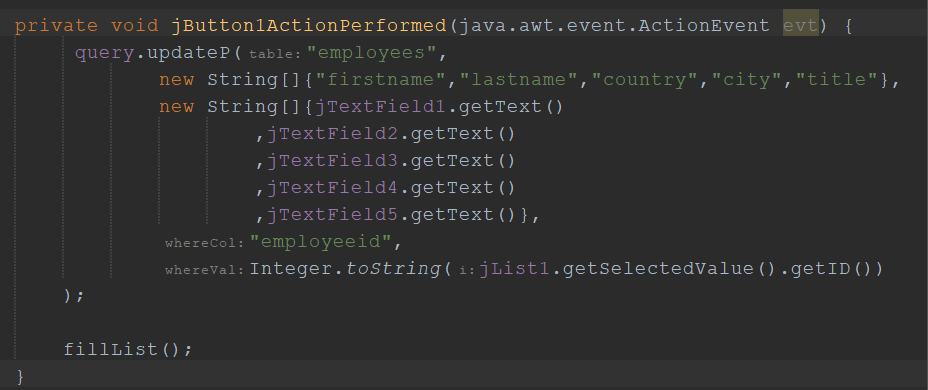 private void jButton1ActionPerformed(java.awt.event.ActionEvent evt) {
query.updateP( table: "employees",
new String[]{"firstname","lastname","country","city","title"},
new String[]{jTextField1.getText()
,jTextField2.getText()
,jTextField3.getText()
,jTextField4.getText()
,jTextField5.getText()},
whereCol: "employeeid",
whereVal: Integer.toString( i: jList1.getSelectedValue().getID())
);
fillList();
}